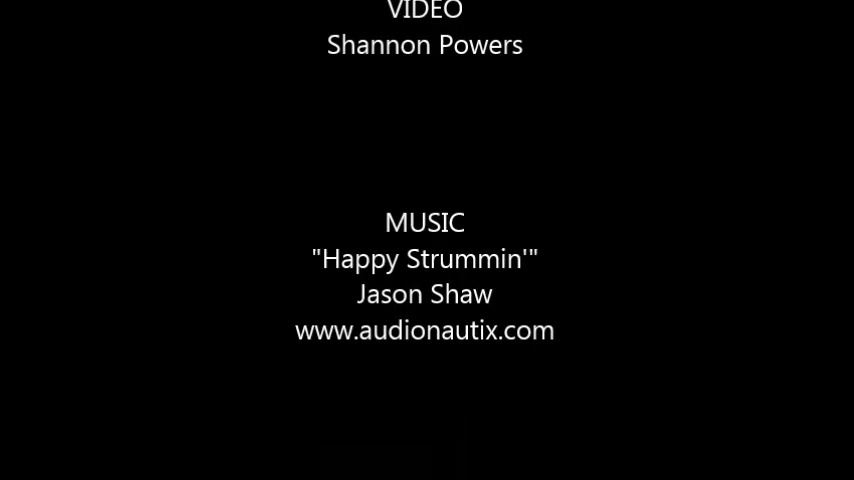 VIDEO
Shannon Powers
MUSIC
"Happy Strummin'"
Jason Shaw
www.audionautix.com